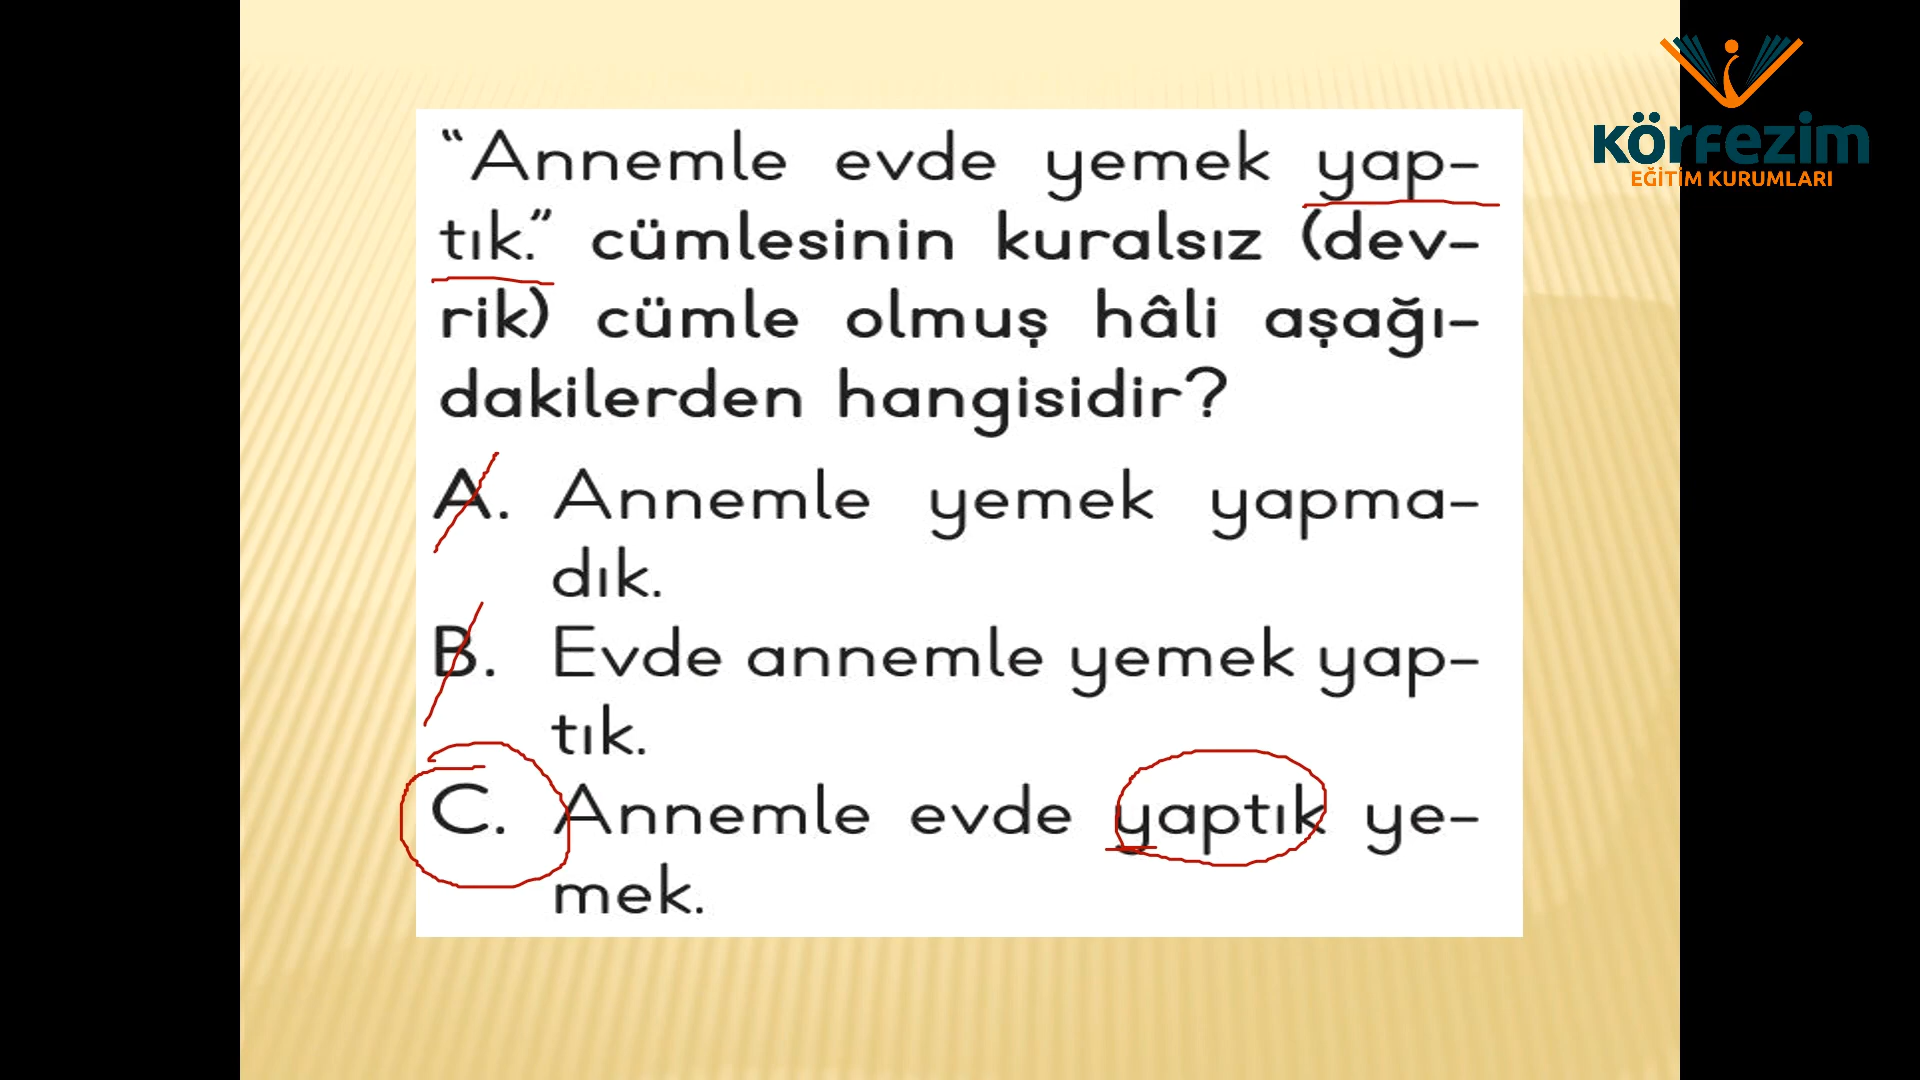 “Annemle evde yemek yap-
tık.” cümlesinin kuralsız (dev-
rik) cümle olmuş hâli aşağı-
dakilerden hangisidir?
A. Annemle yemek yapma-
dık.
B. Evde annemle yemek yap-
tık.
C. Annemle evde yaptık ye-
mek.
körfezim
EĞİTİM KURUMLARI